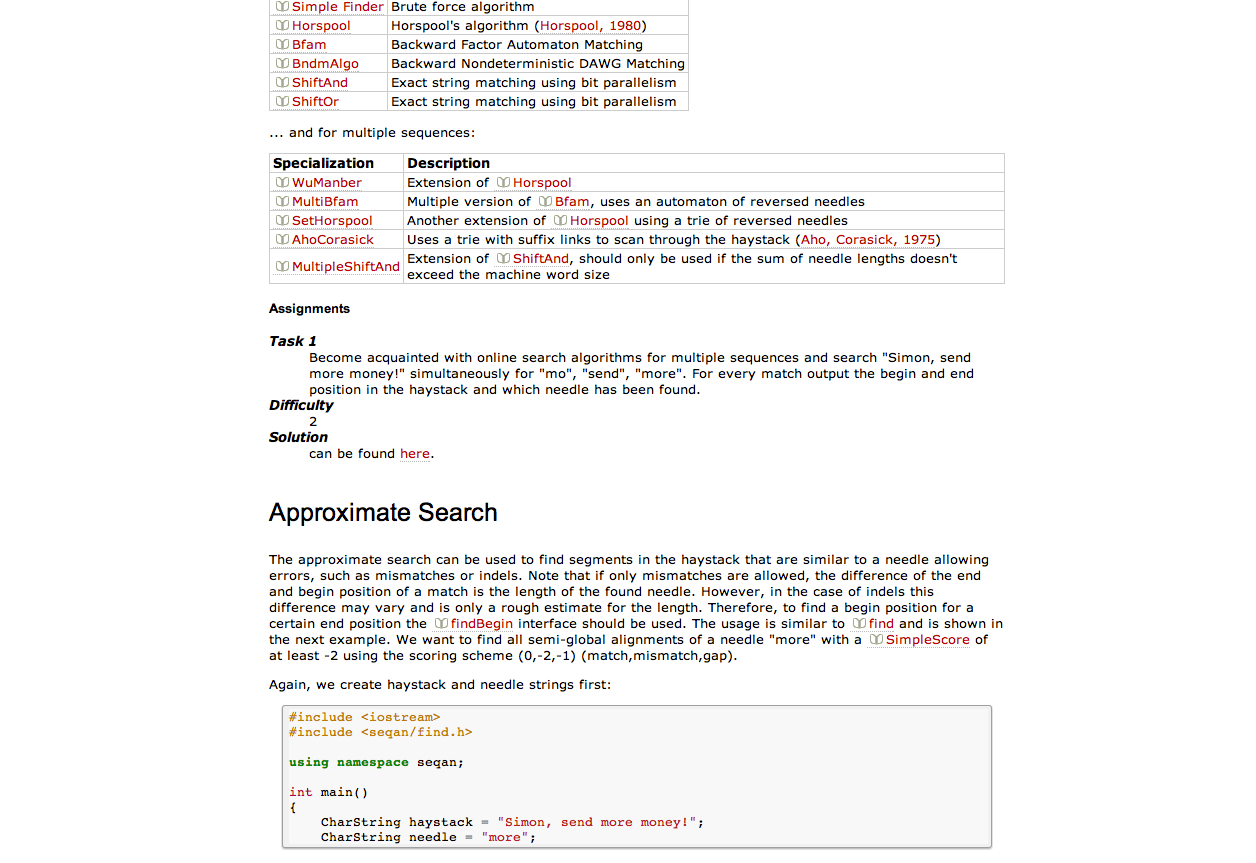 Simple Finder Brute force algorithm
Horspool Horspool's algorithm (Horspool, 1980)
Bfam Backward Factor Automaton Matching
BndmAlgo Backward Nondeterministic DAWG Matching
ShiftAnd Exact string matching using bit parallelism
ShiftOr Exact string matching using bit parallelism
... and for multiple sequences:
Specialization Description
WuManber Extension of Horspool
MultiBfam Multiple version of Bfam, uses an automaton of reversed needles
SetHorspool Another extension of Horspool using a trie of reversed needles
AhoCorasick Uses a trie with suffix links to scan through the haystack (Aho, Corasick, 1975)
MultipleShiftAnd Extension of ShiftAnd, should only be used if the sum of needle lengths doesn't
exceed the machine word size
Assignments
Task 1
Become acquainted with online search algorithms for multiple sequences and search "Simon, send
more money!" simultaneously for "mo", "send", "more". For every match output the begin and end
position in the haystack and which needle has been found.
Difficulty
2
Solution
can be found here.
Approximate Search
The approximate search can be used to find segments in the haystack that are similar to a needle allowing
errors, such as mismatches or indels. Note that if only mismatches are allowed, the difference of the end
and begin position of a match is the length of the found needle. However, in the case of indels this
difference may vary and is only a rough estimate for the length. Therefore, to find a begin position for a
certain end position the findBegin interface should be used. The usage is similar to find and is shown in
the next example. We want to find all semi-global alignments of a needle "more" with a SimpleScore of
at least -2 using the scoring scheme (0,-2,-1) (match,mismatch,gap).
Again, we create haystack and needle strings first:
#include <iostream>
#include <seqan/find.h>
using namespace seqan;
int main()
{
CharString haystack = "Simon, send more money!";
CharString needle = "more";